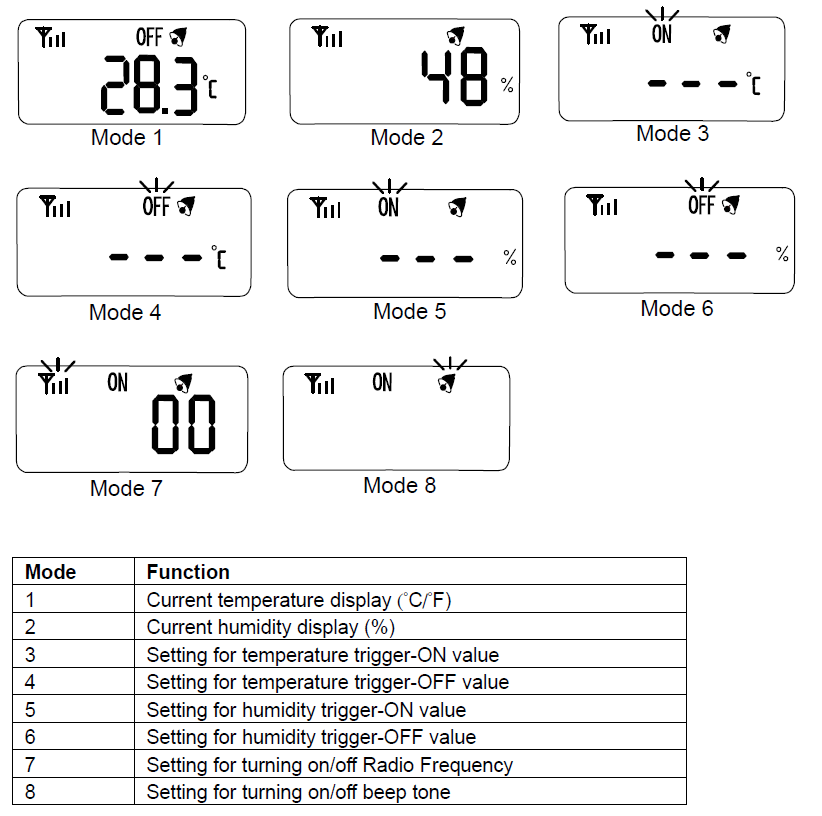 OFF
28.3 °C
Mode 1
48 %
Mode 2
ON
- - - °C
Mode 3
OFF
- - - °C
Mode 4
ON
- - - %
Mode 5
OFF
- - - %
Mode 6
ON
00
Mode 7
ON
Mode 8
Mode Function
1 Current temperature display (°C/°F)
2 Current humidity display (%)
3 Setting for temperature trigger-ON value
4 Setting for temperature trigger-OFF value
5 Setting for humidity trigger-ON value
6 Setting for humidity trigger-OFF value
7 Setting for turning on/off Radio Frequency
8 Setting for turning on/off beep tone